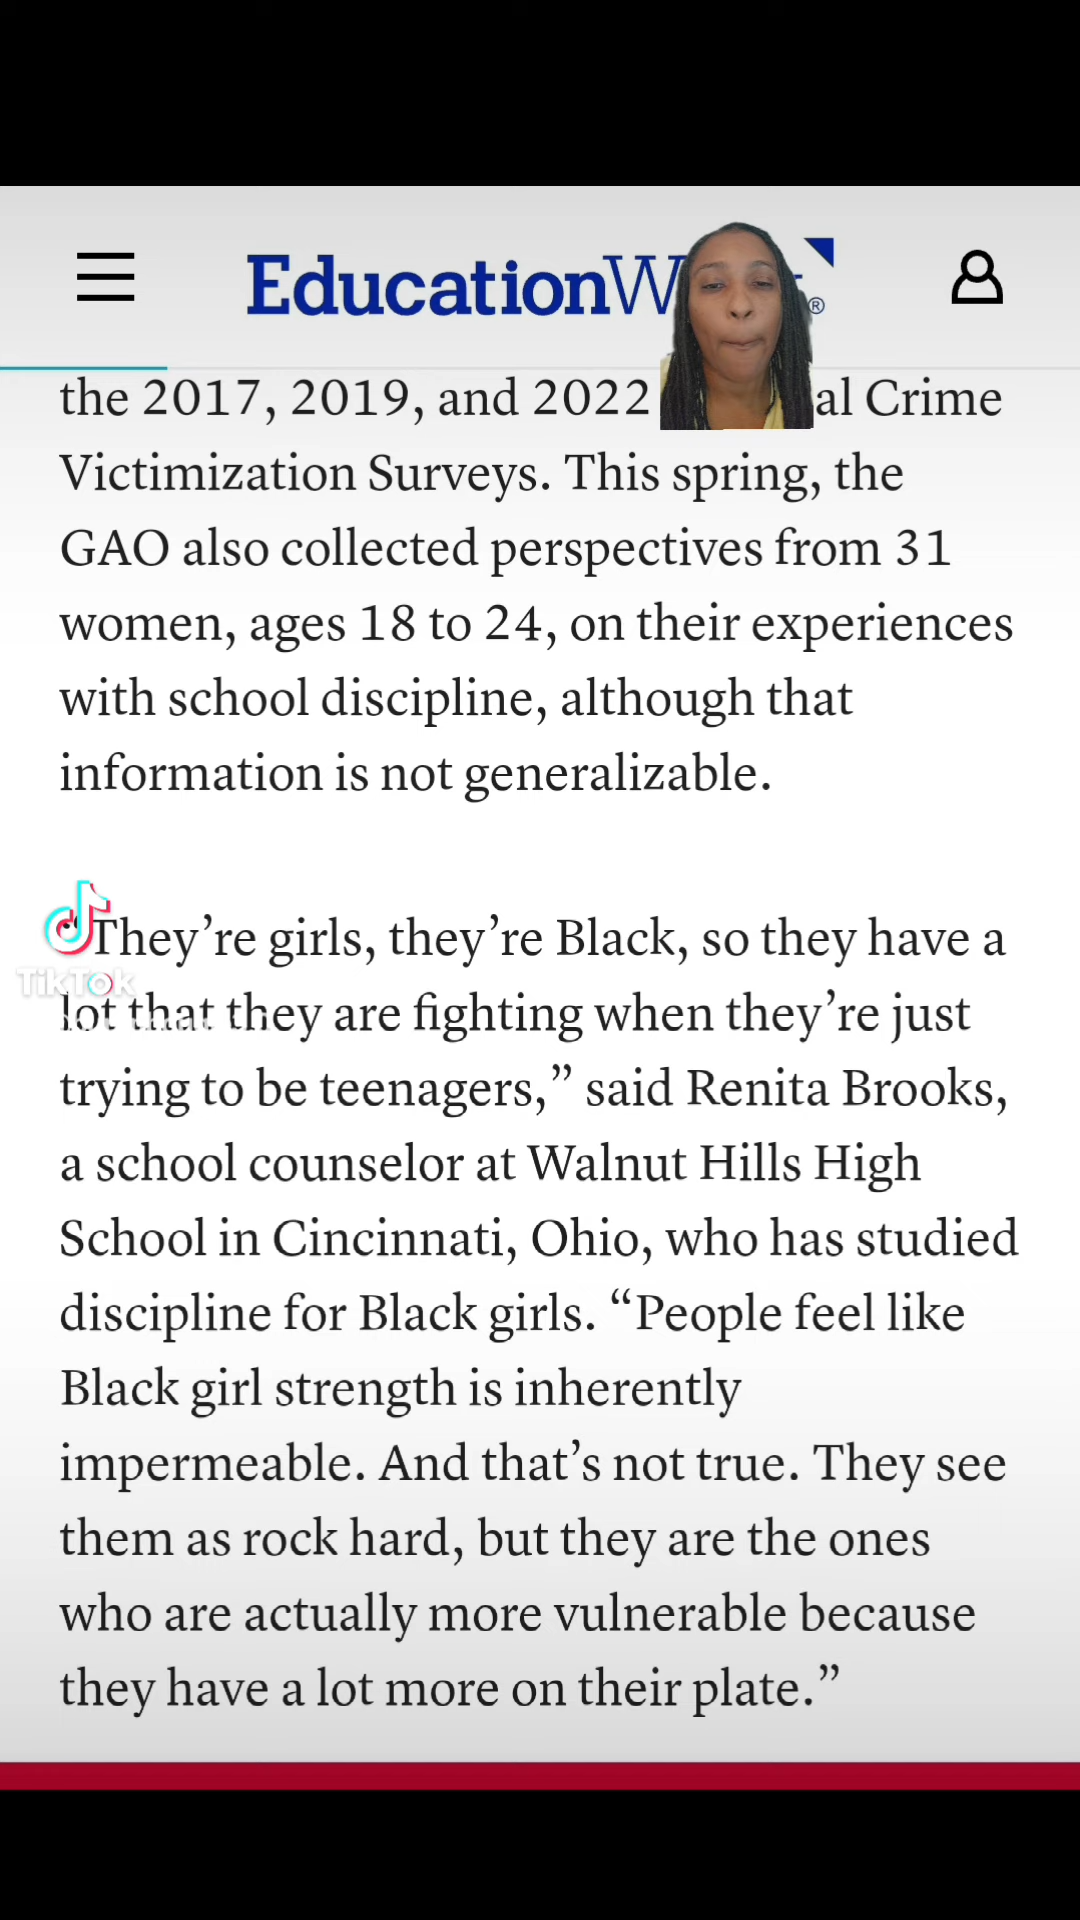 EducationW
®
the 2017, 2019, and 2022 al Crime
Victimization Surveys. This spring, the
GAO also collected perspectives from 31
women, ages 18 to 24, on their experiences
with school discipline, although that
information is not generalizable.
“They’re girls, they’re Black, so they have a
TikTok
lot that they are fighting when they’re just
trying to be teenagers,” said Renita Brooks,
a school counselor at Walnut Hills High
School in Cincinnati, Ohio, who has studied
discipline for Black girls. “People feel like
Black girl strength is inherently
impermeable. And that’s not true. They see
them as rock hard, but they are the ones
who are actually more vulnerable because
they have a lot more on their plate.”